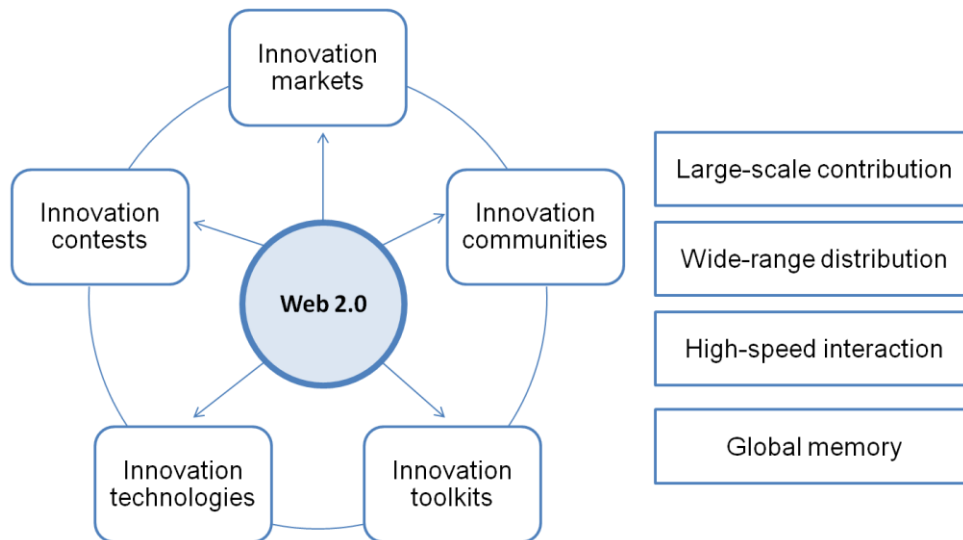 Innovation
markets
Innovation
contests
Innovation
communities
Web 2.0
Innovation
technologies
Innovation
toolkits
Large-scale contribution
Wide-range distribution
High-speed interaction
Global memory